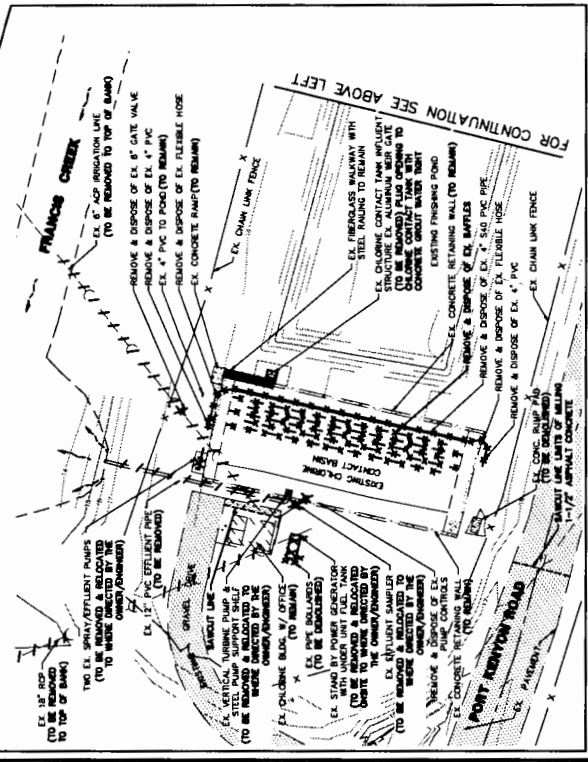 FRANCIS CREEK
EX. 6" ACP IRRIGATION LINE
(TO BE REMOVED TO TOP OF BANK)
REMOVE & DISPOSE OF EX. 6" GATE VALVE
REMOVE & DISPOSE OF EX. 4" PVC
EX. 4" PVC TO POND (TO REMAIN)
REMOVE & DISPOSE OF EX. FLEXIBLE HOSE
EX. CONCRETE RAMP (TO REMAIN)
EX. CHAIN LINK FENCE
FOR CONTINUATION SEE ABOVE LEFT
EX. FIBERGLASS WALKWAY WITH
STEEL RAILING TO REMAIN
EX. CHLORINE CONTACT TANK INFLUENT
STRUCTURE EX. ALUMINUM WEIR GATE
(TO BE REMOVED) PLUG OPENING TO
CHLORINE CONTACT TANK WITH
CONCRETE GROUT WATER TIGHT
EXISTING FINISHING POND
EX. CONCRETE RETAINING WALL (TO REMAIN)
REMOVE & DISPOSE OF EX. BAFFLES
REMOVE & DISPOSE OF EX. 4" S40 PVC PIPE
REMOVE & DISPOSE OF EX FLEXIBLE HOSE
EX CHAIN LINK FENCE
REMOVE & DISPOSE OF EX. 4" PVC
EX. CONC. PUMP PAD
(TO BE DEMOLISHED)
SAWCUT LINE LIMITS OF MILLING
1-1/2" ASPHALT CONCRETE
EXISTING CHLORINE
CONTACT BASIN
EX. 18" RCP
(TO BE REMOVED
TO TOP OF BANK)
TWO EX. SPRAY/EFFLUENT PUMPS
(TO BE REMOVED & RELOCATED
TO WHERE DIRECTED BY THE
OWNER/ENGINEER)
EX. 12" PVC EFFLUENT PIPE
(TO BE REMOVED)
EXISTING GRAVEL DRIVE
SAWCUT LINE
EX. VERTICAL TURBINE PUMP &
STEEL PUMP SUPPORT SHELF
(TO BE REMOVED & RELOCATED TO
WHERE DIRECTED BY THE
OWNER/ENGINEER)
EX. CHLORINE BLDG W/ OFFICE
(TO REMAIN)
EX. PIPE BOLLARDS
(TO BE DEMOLISHED)
EX. STAND BY POWER GENERATOR
WITH UNDER UNIT FUEL TANK
(TO BE REMOVED & RELOCATED
ONSITE TO WHERE DIRECTED BY
THE OWNER/ENGINEER)
EX. EFFLUENT SAMPLER
(TO BE REMOVED & RELOCATED TO
WHERE DIRECTED BY THE
OWNER/ENGINEER)
REMOVE & DISPOSE OF EX.
PUMP CONTROLS
EX. CONCRETE RETAINING WALL
(TO REMAIN)
PORT KENYON ROAD
EX. PAVEMENT